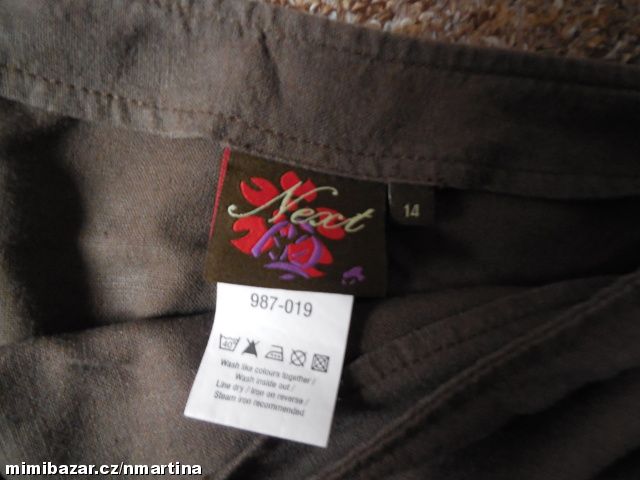 Next
14
987-019
40°
Wash like colours together /
Wash inside out /
Line dry / Iron on reverse /
Steam iron recommended
mimibazar.cz/nmartina